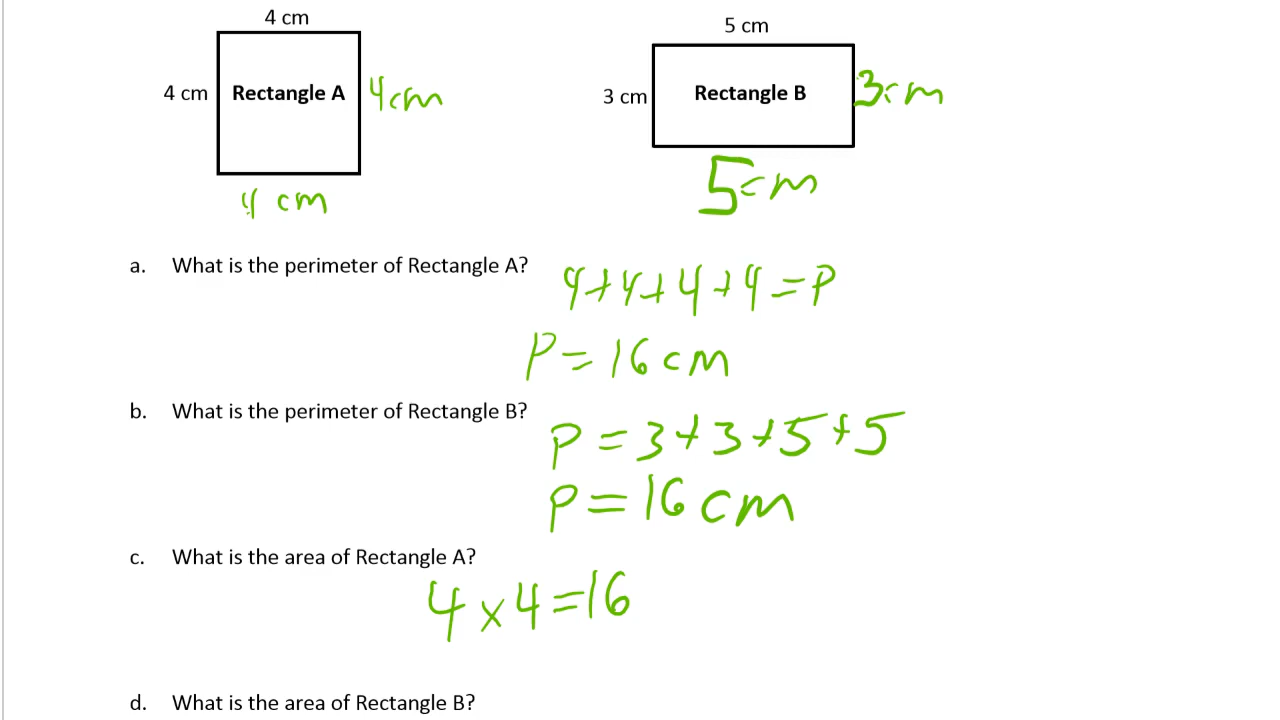 4 cm
5 cm
4 cm Rectangle A 4cm
3 cm Rectangle B 3cm
4 cm
5cm
a. What is the perimeter of Rectangle A? 4+4+4+4=P
P=16cm
b. What is the perimeter of Rectangle B? P=3+3+5+5
P=16cm
c. What is the area of Rectangle A?
4x4=16
d. What is the area of Rectangle B?